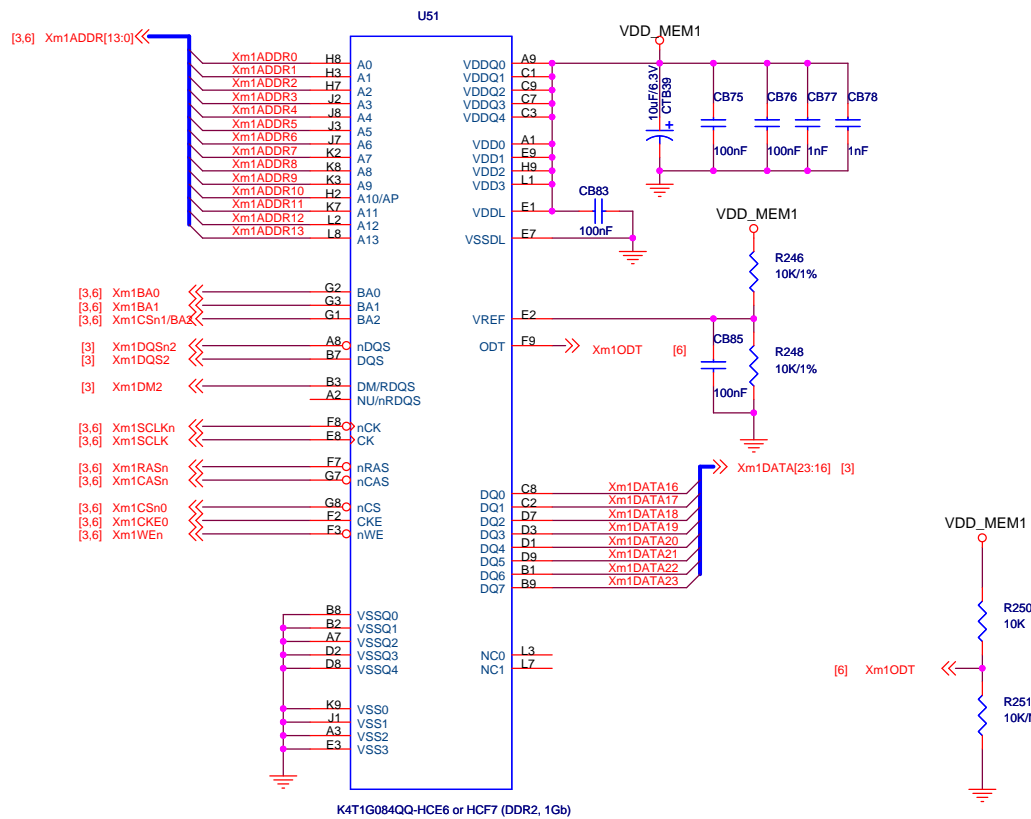 U51
[3,6] Xm1ADDR[13:0]
Xm1ADDR0 H8 A0
Xm1ADDR1 H3 A1
Xm1ADDR2 H7 A2
Xm1ADDR3 J2 A3
Xm1ADDR4 J8 A4
Xm1ADDR5 J3 A5
Xm1ADDR6 J7 A6
Xm1ADDR7 K2 A7
Xm1ADDR8 K8 A8
Xm1ADDR9 K3 A9
Xm1ADDR10 H2 A10/AP
Xm1ADDR11 K7 A11
Xm1ADDR12 L2 A12
Xm1ADDR13 L8 A13
[3,6] Xm1BA0 G2 BA0
[3,6] Xm1BA1 G3 BA1
[3,6] Xm1CSn1/BA2 G1 BA2
[3] Xm1DQSn2 A8 nDQS
[3] Xm1DQS2 B7 DQS
[3] Xm1DM2 B3 DM/RDQS
A2 NU/nRDQS
[3,6] Xm1SCLKn F8 nCK
[3,6] Xm1SCLK E8 CK
[3,6] Xm1RASn F7 nRAS
[3,6] Xm1CASn G7 nCAS
[3,6] Xm1CSn0 G8 nCS
[3,6] Xm1CKE0 F2 CKE
[3,6] Xm1WEn F3 nWE
B8 VSSQ0
B2 VSSQ1
A7 VSSQ2
D2 VSSQ3
D8 VSSQ4
K9 VSS0
J1 VSS1
A3 VSS2
E3 VSS3
VDDQ0 A9
VDDQ1 C1
VDDQ2 C9
VDDQ3 C7
VDDQ4 C3
VDD0 A1
VDD1 E9
VDD2 H9
VDD3 L1
VDDL E1
VSSDL E7
VREF E2
ODT F9 Xm1ODT [6]
DQ0 C8 Xm1DATA16
DQ1 C2 Xm1DATA17
DQ2 D7 Xm1DATA18
DQ3 D3 Xm1DATA19
DQ4 D1 Xm1DATA20
DQ5 D9 Xm1DATA21
DQ6 B1 Xm1DATA22
DQ7 B9 Xm1DATA23
Xm1DATA[23:16] [3]
NC0 L3
NC1 L7
VDD_MEM1
10uF/6.3V
CTB39
+
CB75
100nF
CB76
100nF
CB77
1nF
CB78
1nF
CB83
100nF
VDD_MEM1
R246
10K/1%
CB85
100nF
R248
10K/1%
VDD_MEM1
R250
10K
[6] Xm1ODT
R251
K4T1G084QQ-HCE6 or HCF7 (DDR2, 1Gb)